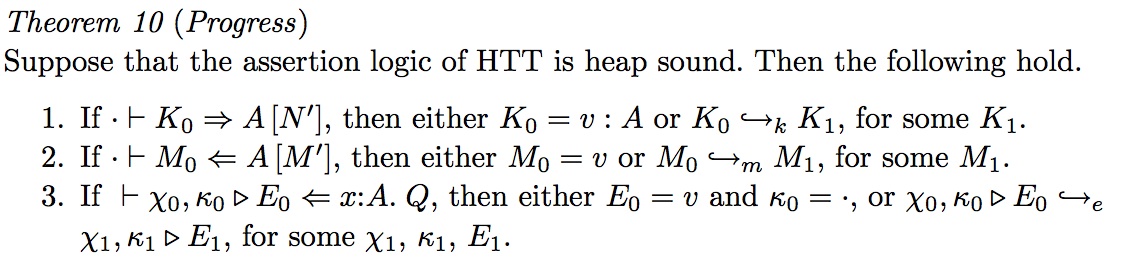 Theorem 10 (Progress)
Suppose that the assertion logic of HTT is heap sound. Then the following hold.
1. If · ⊢ K₀ ⇒ A [N′], then either K₀ = v : A or K₀ ↪ₖ K₁, for some K₁.
2. If · ⊢ M₀ ⇐ A [M′], then either M₀ = v or M₀ ↪ₘ M₁, for some M₁.
3. If ⊢ χ₀, κ₀ ▷ E₀ ⇐ x:A. Q, then either E₀ = v and κ₀ = ·, or χ₀, κ₀ ▷ E₀ ↪ₑ
χ₁, κ₁ ▷ E₁, for some χ₁, κ₁, E₁.